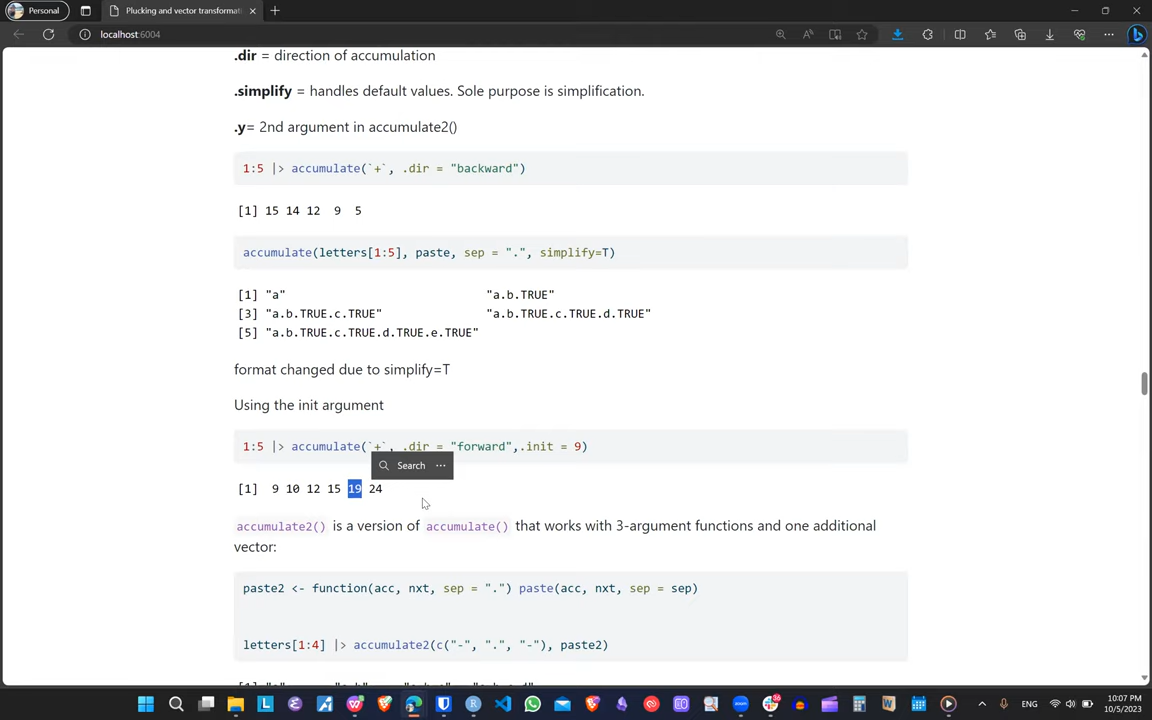 Personal
Plucking and vector transformati
localhost:6004
.dir = direction of accumulation
.simplify = handles default values. Sole purpose is simplification.
.y= 2nd argument in accumulate2()
1:5 |> accumulate(`+`, .dir = "backward")
[1] 15 14 12  9  5
accumulate(letters[1:5], paste, sep = ".", simplify=T)
[1] "a" "a.b.TRUE"
[3] "a.b.TRUE.c.TRUE" "a.b.TRUE.c.TRUE.d.TRUE"
[5] "a.b.TRUE.c.TRUE.d.TRUE.e.TRUE"
format changed due to simplify=T
Using the init argument
1:5 |> accumulate(`+`, .dir = "forward",.init = 9)
Search
[1]  9 10 12 15 19 24
accumulate2() is a version of accumulate() that works with 3-argument functions and one additional
vector:
paste2 <- function(acc, nxt, sep = ".") paste(acc, nxt, sep = sep)
letters[1:4] |> accumulate2(c("-", ".", "-"), paste2)
36
ENG
10:07 PM
10/5/2023